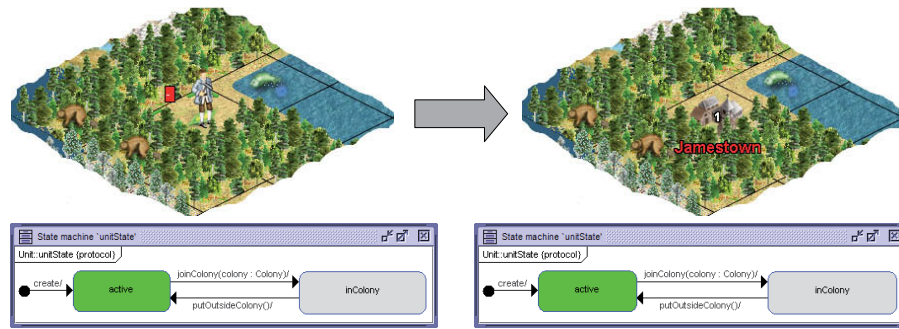 1
Jamestown
State machine `unitState'
Unit::unitState {protocol}
create/
active
joinColony(colony : Colony)/
putOutsideColony()/
inColony
State machine `unitState'
Unit::unitState {protocol}
create/
active
joinColony(colony : Colony)/
putOutsideColony()/
inColony